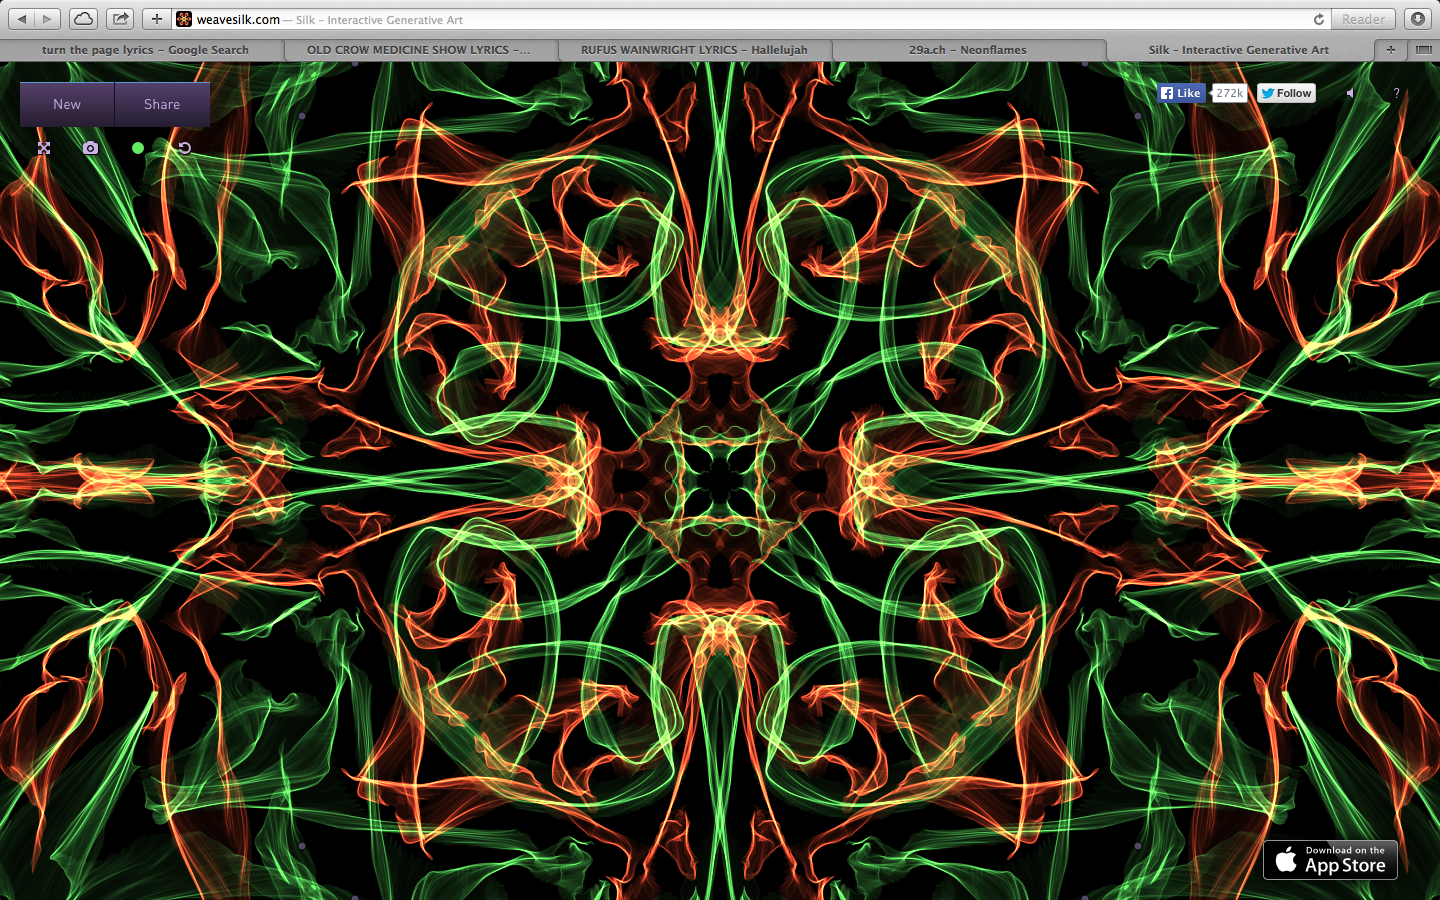 weavesilk.com — Silk – Interactive Generative Art
Reader
turn the page lyrics – Google Search
OLD CROW MEDICINE SHOW LYRICS –...
RUFUS WAINWRIGHT LYRICS – Hallelujah
29a.ch – Neonflames
Silk – Interactive Generative Art
New
Share
Like
272k
Follow
?
Download on the
App Store